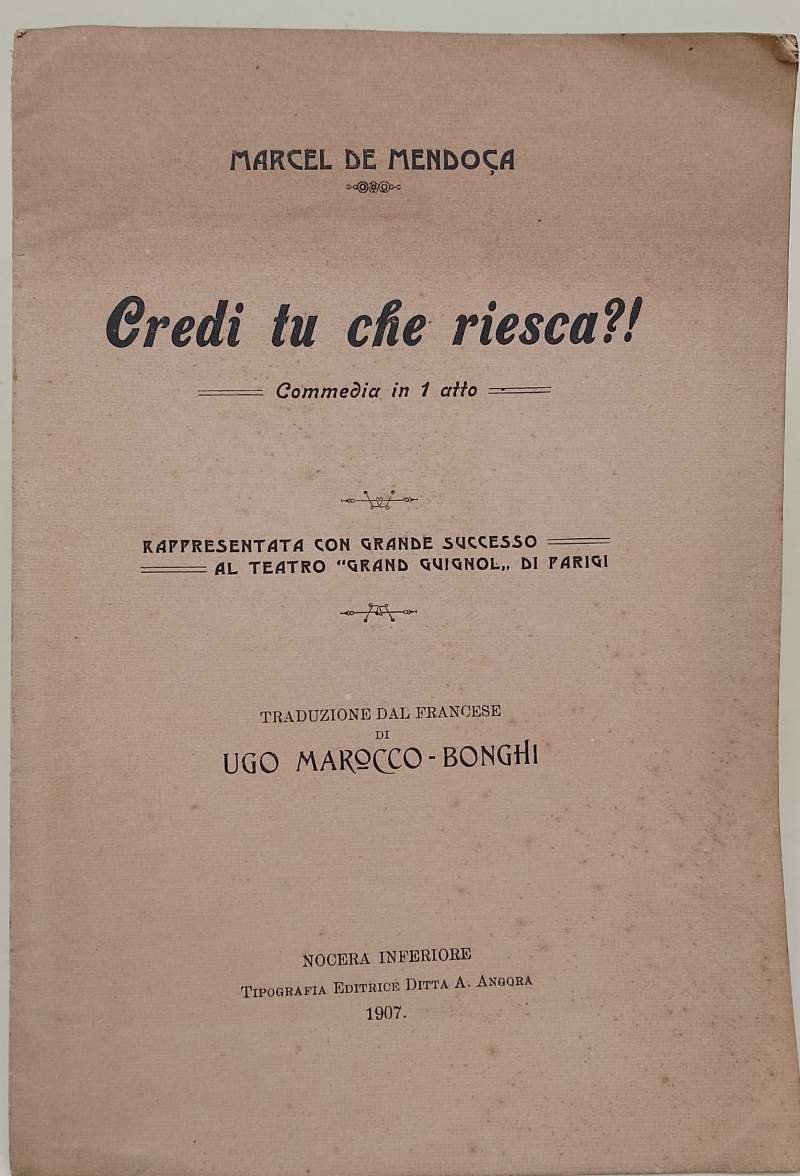 MARCEL DE MENDOÇA
Credi tu che riesca?!
Commedia in 1 atto
RAPPRESENTATA CON GRANDE SUCCESSO
AL TEATRO "GRAND GUIGNOL„ DI PARIGI
TRADUZIONE DAL FRANCESE
DI
UGO MAROCCO-BONGHI
NOCERA INFERIORE
TIPOGRAFIA EDITRICE DITTA A. ANGORA
1907.